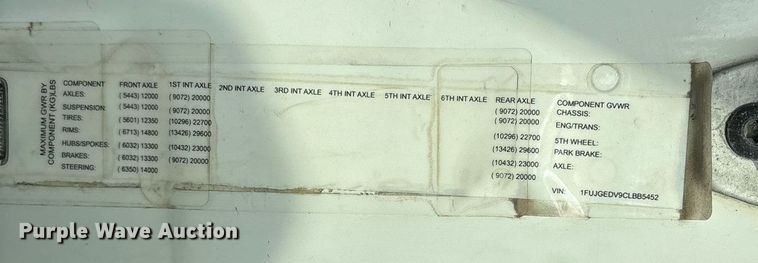 MAXIMUM GWR BY
COMPONENT (KG)LBS
COMPONENT FRONT AXLE 1ST INT AXLE 2ND INT AXLE 3RD INT AXLE 4TH INT AXLE 5TH INT AXLE 6TH INT AXLE REAR AXLE COMPONENT GVWR
AXLES: ( 5443) 12000 (9072) 20000 ( 9072) 20000 CHASSIS:
SUSPENSION: ( 5443) 12000 (9072) 20000 ( 9072) 20000 ENG/TRANS:
TIRES: ( 5601) 12350 (10296) 22700 (10296) 22700 5TH WHEEL:
RIMS: ( 6713) 14800 (13426) 29600 (13426) 29600 PARK BRAKE:
HUBS/SPOKES: ( 6032) 13300 (10432) 23000 (10432) 23000 AXLE:
BRAKES: ( 6032) 13300 (9072) 20000 ( 9072) 20000
STEERING: ( 6350) 14000
VIN: 1FUJGEDV9CLBB5452
Purple Wave Auction